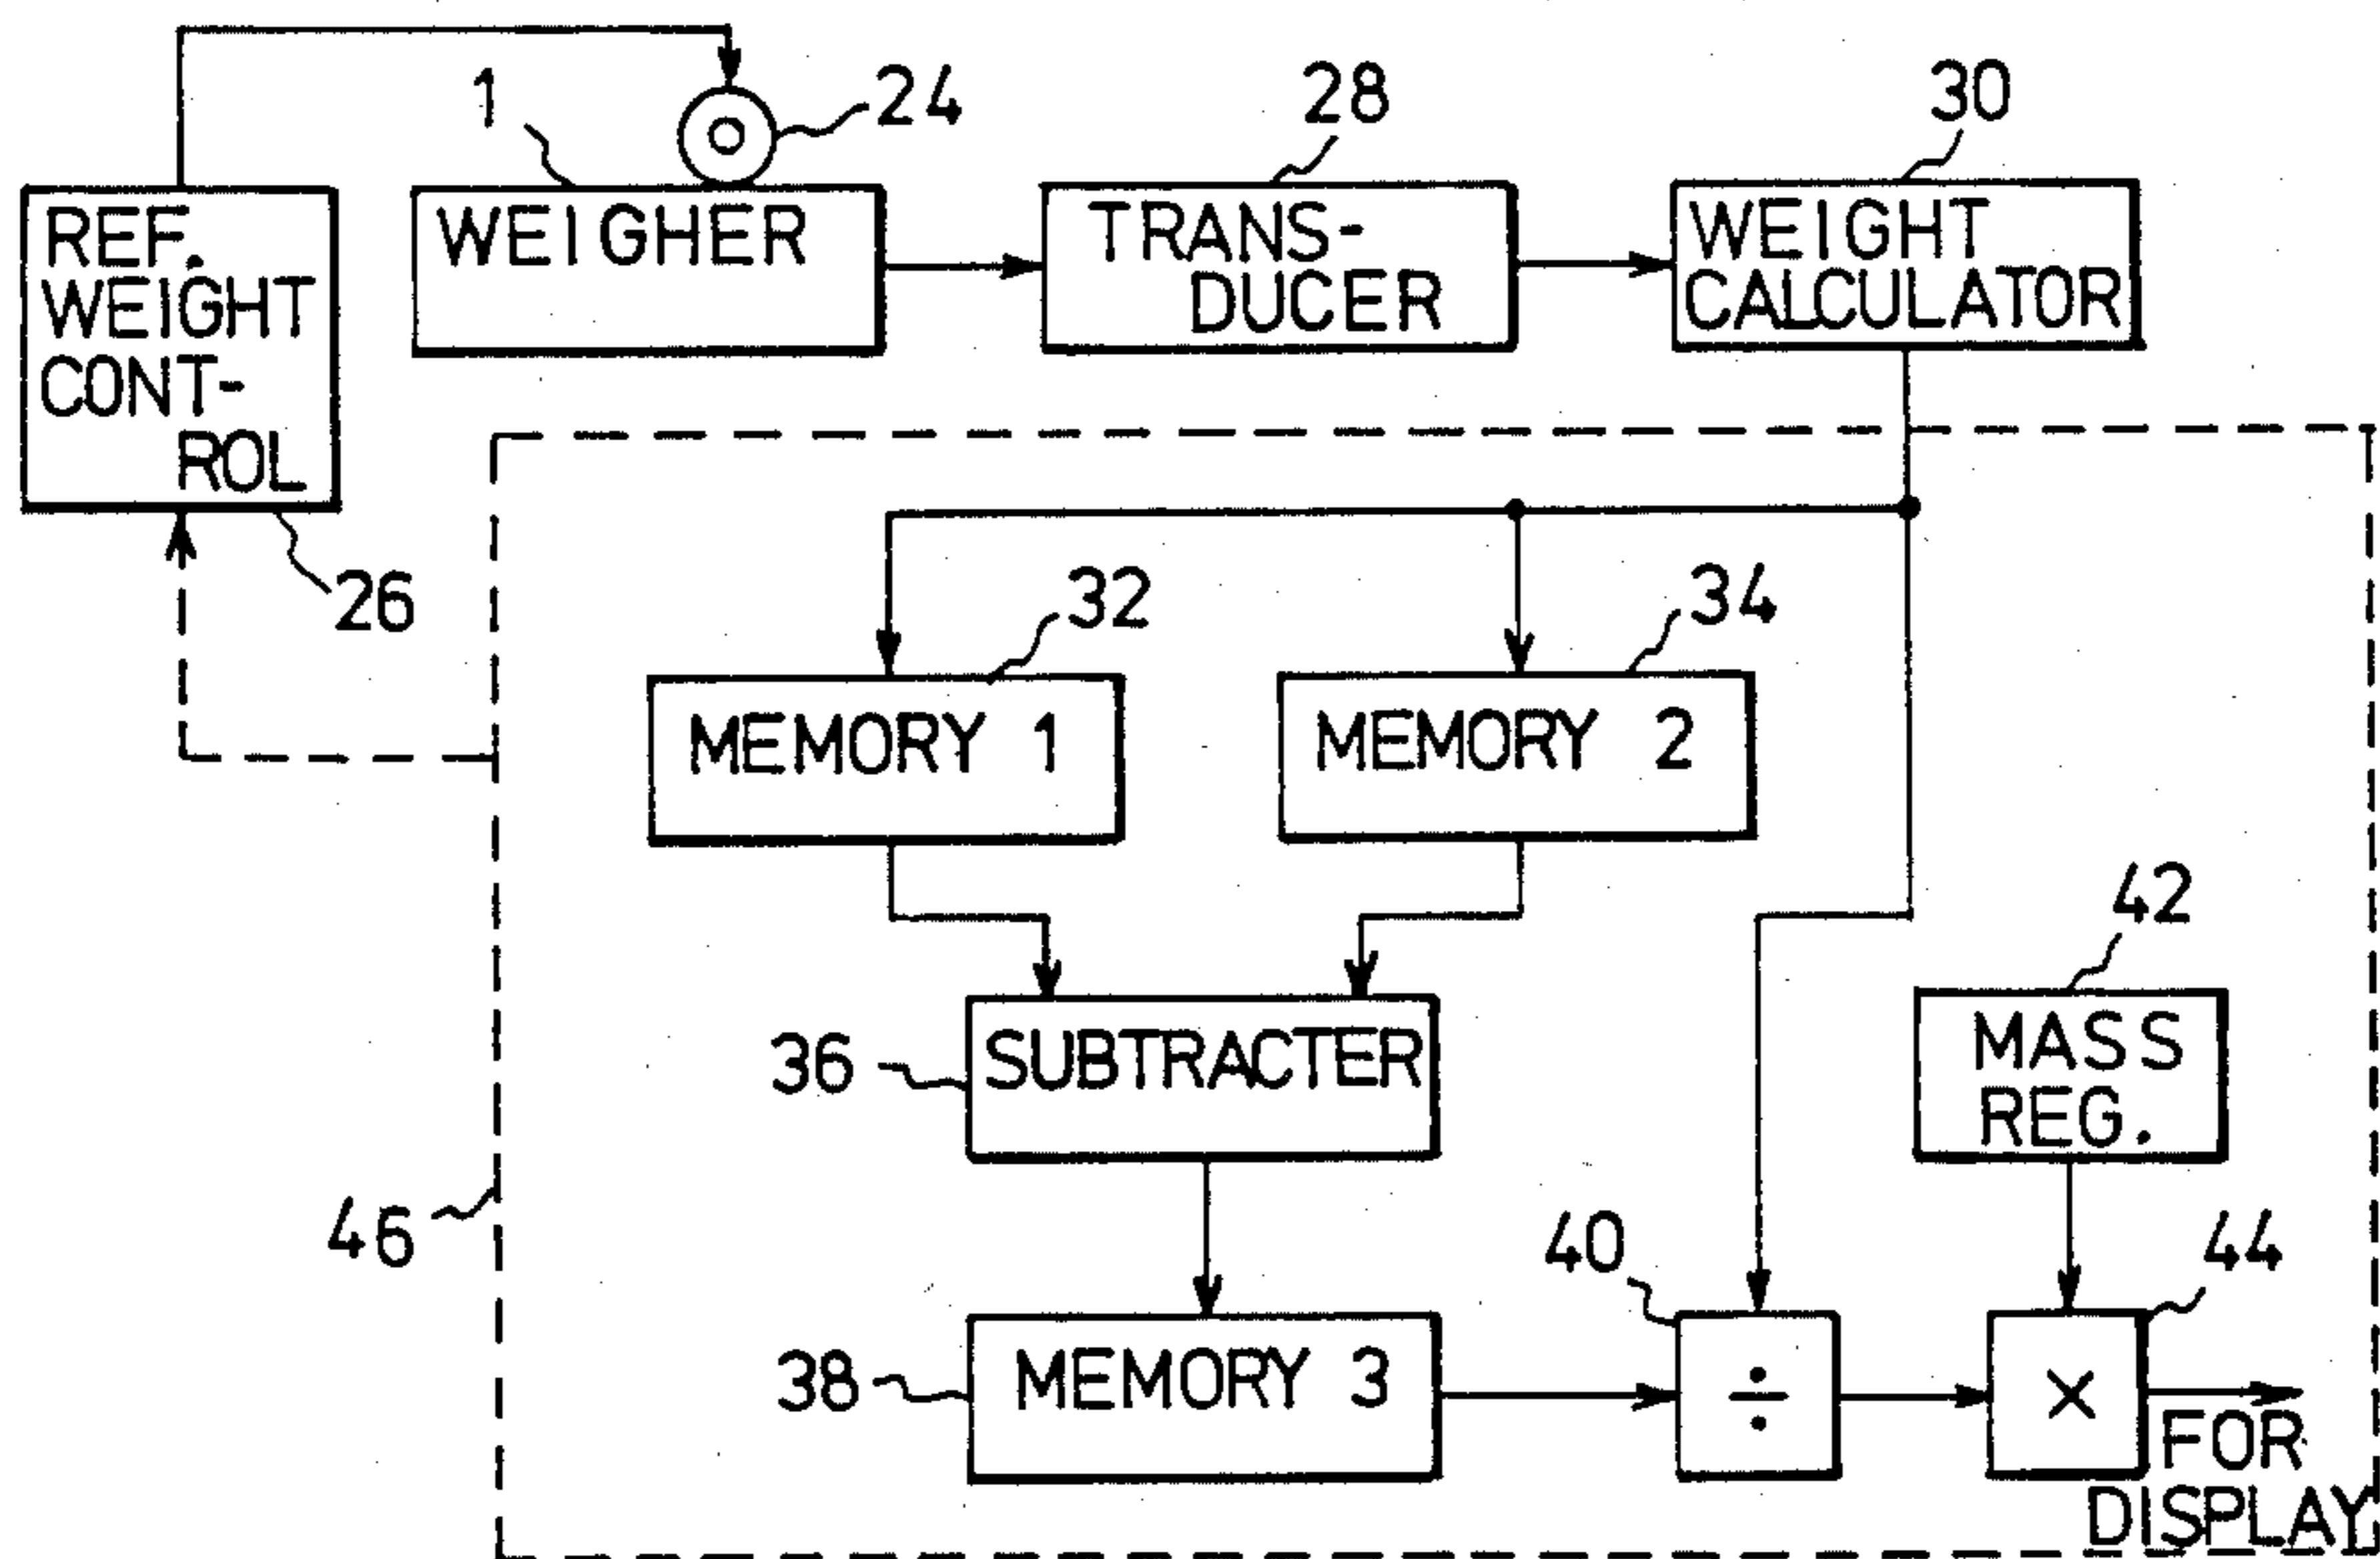 1
24
28
30
REF.
WEIGHT
CONT-
ROL
WEIGHER
TRANS-
DUCER
WEIGHT
CALCULATOR
26
32
34
MEMORY 1
MEMORY 2
42
36
SUBTRACTER
MASS
REG.
46
40
44
38
MEMORY 3
÷
×
FOR
DISPLAY